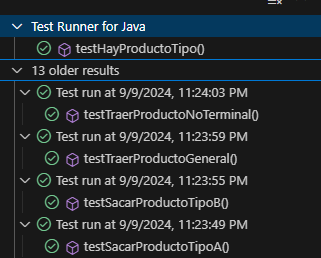 Test Runner for Java
testHayProductoTipo()
13 older results
Test run at 9/9/2024, 11:24:03 PM
testTraerProductoNoTerminal()
Test run at 9/9/2024, 11:23:59 PM
testTraerProductoGeneral()
Test run at 9/9/2024, 11:23:55 PM
testSacarProductoTipoB()
Test run at 9/9/2024, 11:23:49 PM
testSacarProductoTipoA()